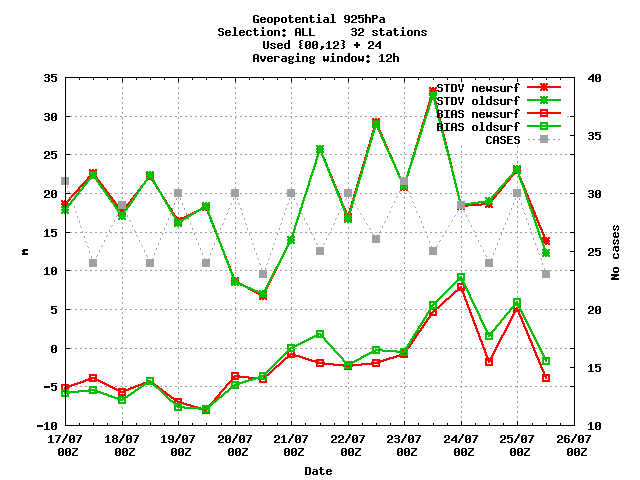 Geopotential 925hPa
Selection: ALL 32 stations
Used {00,12} + 24
Averaging window: 12h
STDV newsurf
STDV oldsurf
BIAS newsurf
BIAS oldsurf
CASES
35
30
25
20
15
10
5
0
-5
-10
m
40
35
30
25
20
15
10
No cases
17/07 18/07 19/07 20/07 21/07 22/07 23/07 24/07 25/07 26/07
00Z 00Z 00Z 00Z 00Z 00Z 00Z 00Z 00Z 00Z
Date